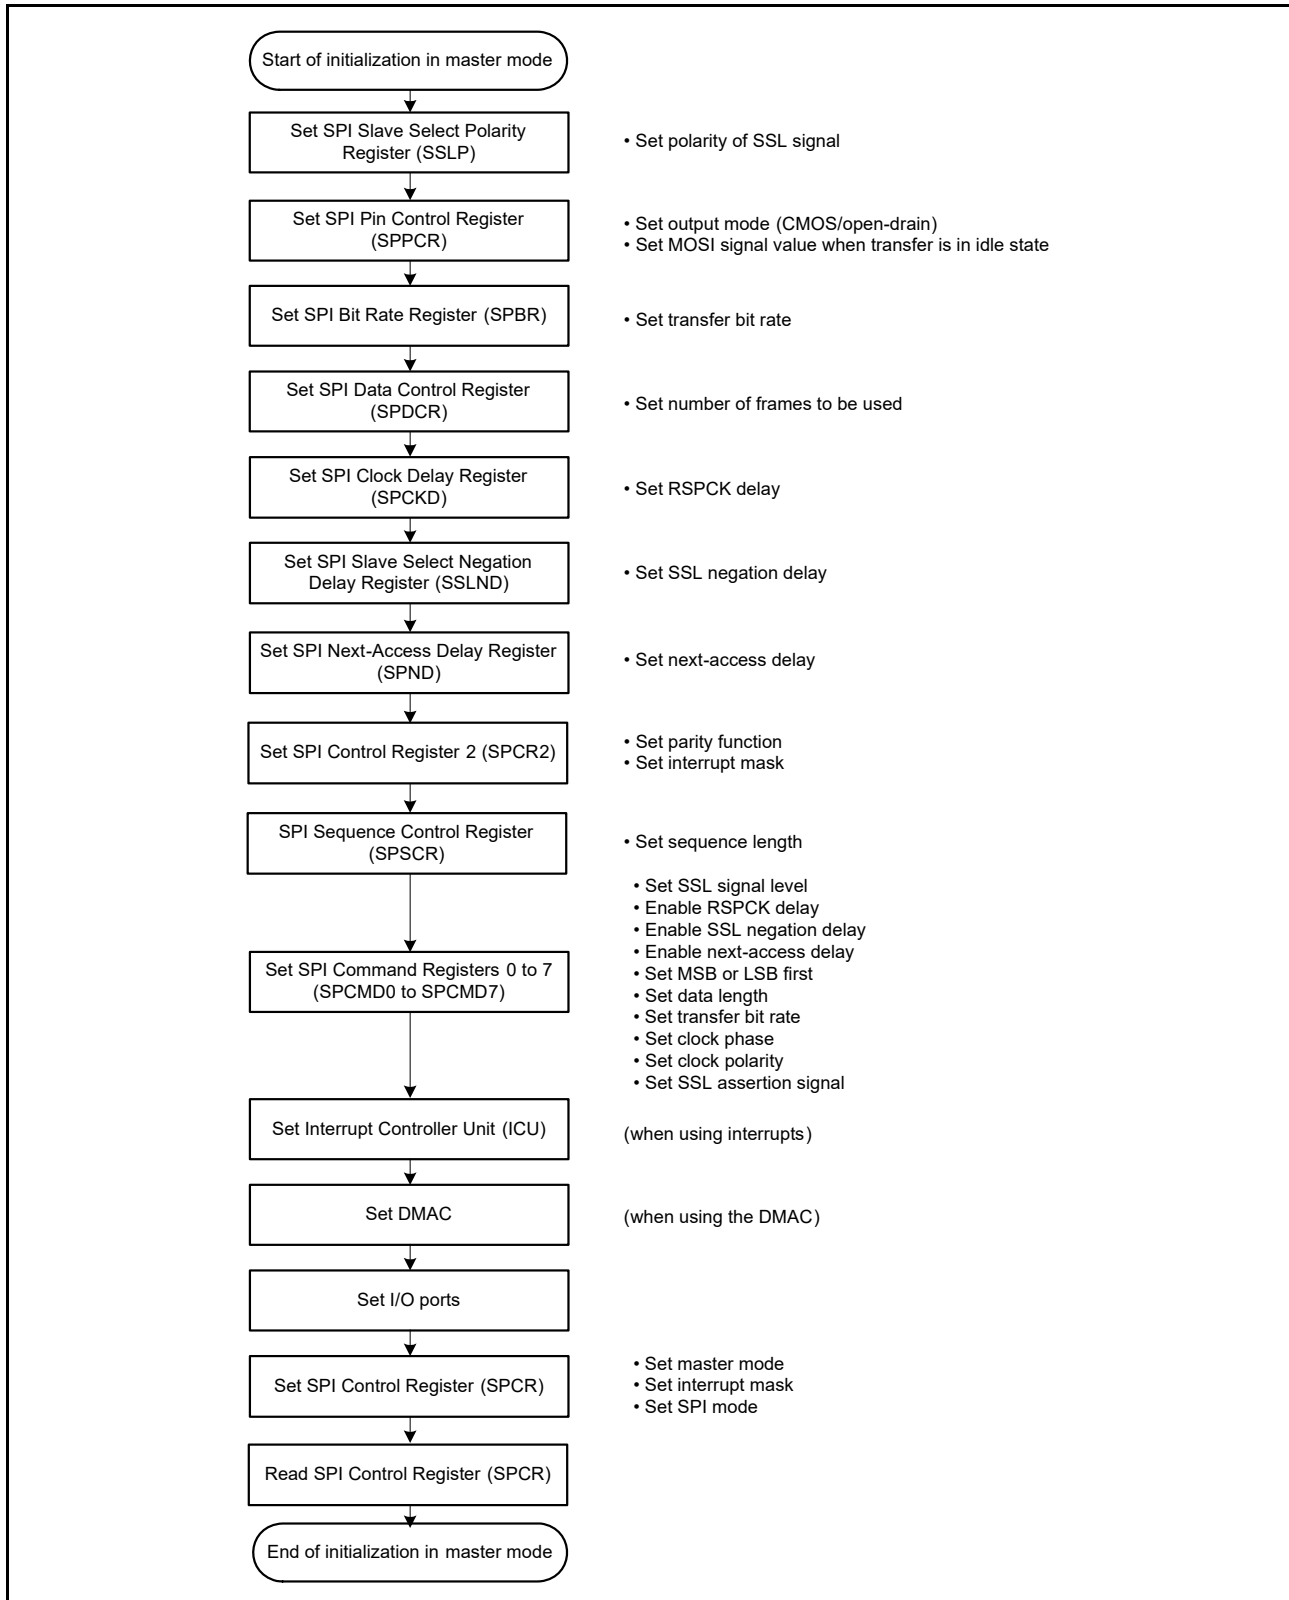 Start of initialization in master mode
Set SPI Slave Select Polarity
Register (SSLP)
• Set polarity of SSL signal
Set SPI Pin Control Register
(SPPCR)
• Set output mode (CMOS/open-drain)
• Set MOSI signal value when transfer is in idle state
Set SPI Bit Rate Register (SPBR)
• Set transfer bit rate
Set SPI Data Control Register
(SPDCR)
• Set number of frames to be used
Set SPI Clock Delay Register
(SPCKD)
• Set RSPCK delay
Set SPI Slave Select Negation
Delay Register (SSLND)
• Set SSL negation delay
Set SPI Next-Access Delay Register
(SPND)
• Set next-access delay
Set SPI Control Register 2 (SPCR2)
• Set parity function
• Set interrupt mask
SPI Sequence Control Register
(SPSCR)
• Set sequence length
Set SPI Command Registers 0 to 7
(SPCMD0 to SPCMD7)
• Set SSL signal level
• Enable RSPCK delay
• Enable SSL negation delay
• Enable next-access delay
• Set MSB or LSB first
• Set data length
• Set transfer bit rate
• Set clock phase
• Set clock polarity
• Set SSL assertion signal
Set Interrupt Controller Unit (ICU)
(when using interrupts)
Set DMAC
(when using the DMAC)
Set I/O ports
Set SPI Control Register (SPCR)
• Set master mode
• Set interrupt mask
• Set SPI mode
Read SPI Control Register (SPCR)
End of initialization in master mode